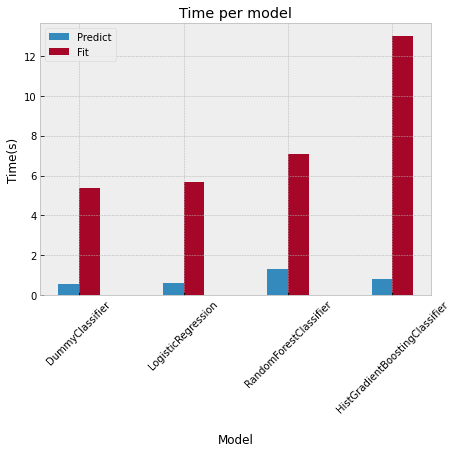 Time per model
Predict
Fit
Time(s)
12
10
8
6
4
2
0
DummyClassifier
LogisticRegression
RandomForestClassifier
HistGradientBoostingClassifier
Model